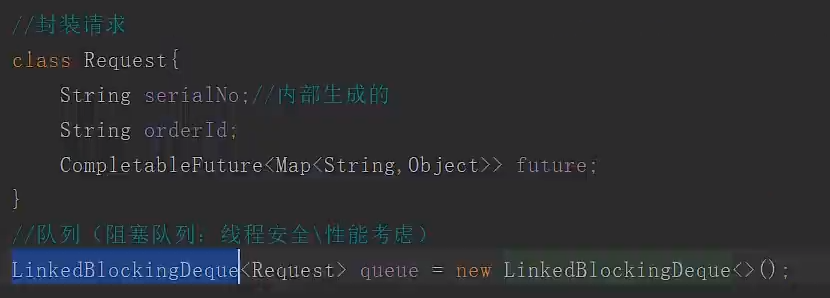 //封装请求
class Request{
    String serialNo;//内部生成的
    String orderId;
    CompletableFuture<Map<String,Object>> future;
}
//队列（阻塞队列：线程安全\性能考虑）
LinkedBlockingDeque<Request> queue = new LinkedBlockingDeque<>();